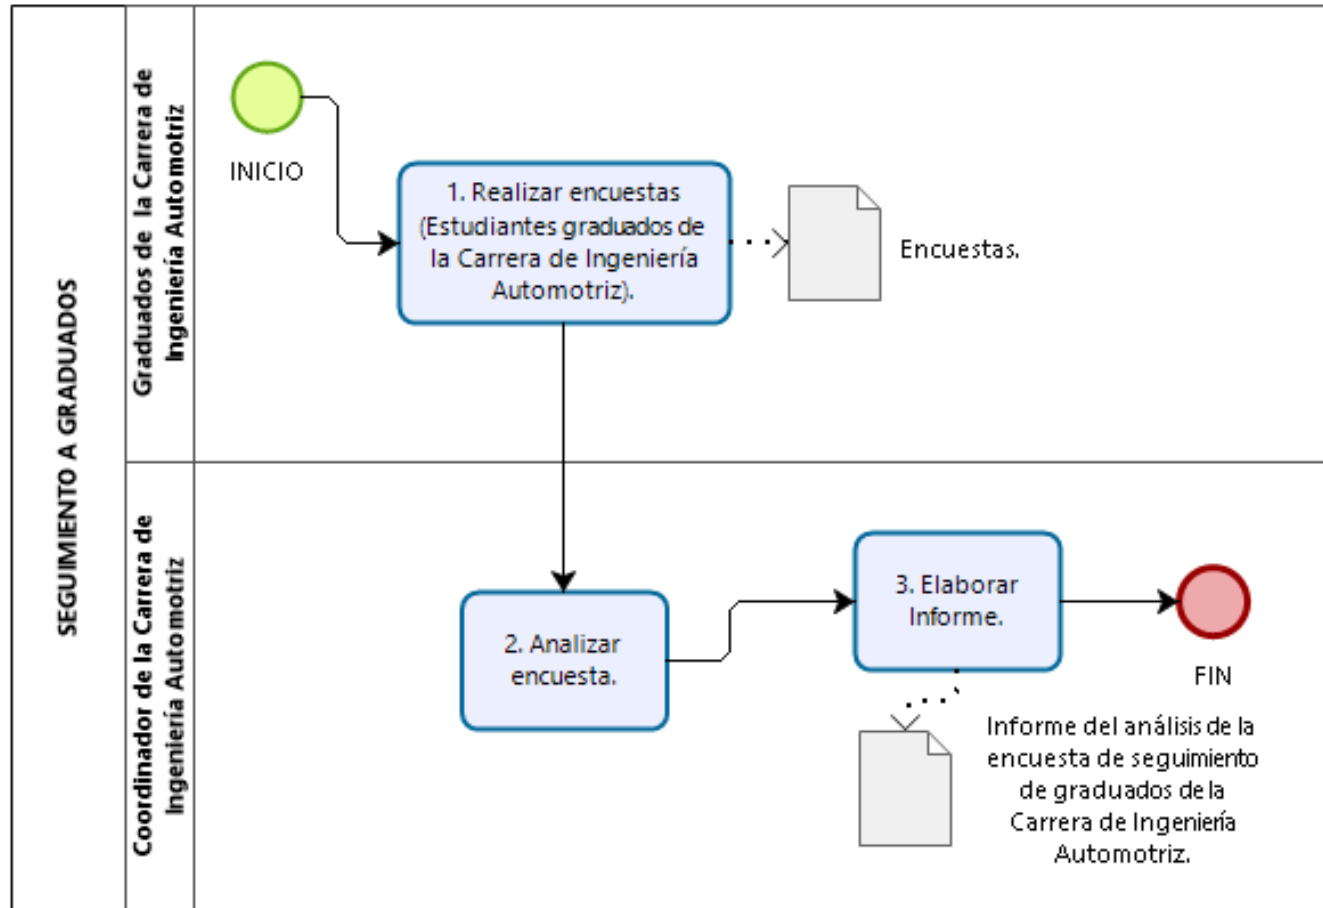 SEGUIMIENTO A GRADUADOS
Graduados de la Carrera de
Ingeniería Automotriz
INICIO
1. Realizar encuestas
(Estudiantes graduados de
la Carrera de Ingeniería
Automotriz).
Encuestas.
Coordinador de la Carrera de
Ingeniería Automotriz
2. Analizar
encuesta.
3. Elaborar
Informe.
FIN
Informe del análisis de la
encuesta de seguimiento
de graduados de la
Carrera de Ingeniería
Automotriz.